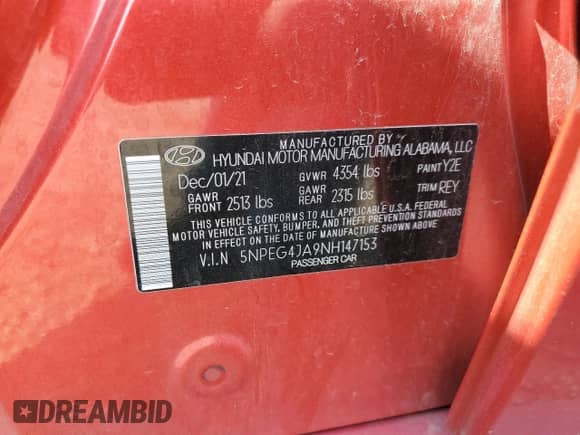 MANUFACTURED BY
HYUNDAI MOTOR MANUFACTURING ALABAMA, LLC
Dec/01/21 GVWR 4354 lbs PAINT Y2E
GAWR FRONT 2513 lbs GAWR REAR 2315 lbs TRIM REY
THIS VEHICLE CONFORMS TO ALL APPLICABLE U.S.A. FEDERAL
MOTOR VEHICLE SAFETY, BUMPER, AND THEFT PREVENTION STANDARDS
IN EFFECT ON THE DATE OF MANUFACTURE SHOWN ABOVE.
V.I.N 5NPEG4JA9NH147153
PASSENGER CAR
DREAMBID